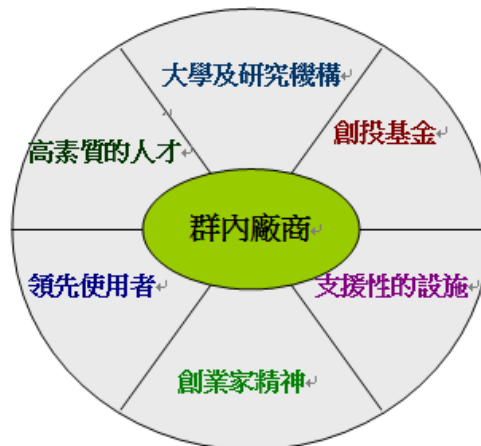 大學及研究機構
創投基金
高素質的人才
群內廠商
領先使用者
支援性的設施
創業家精神